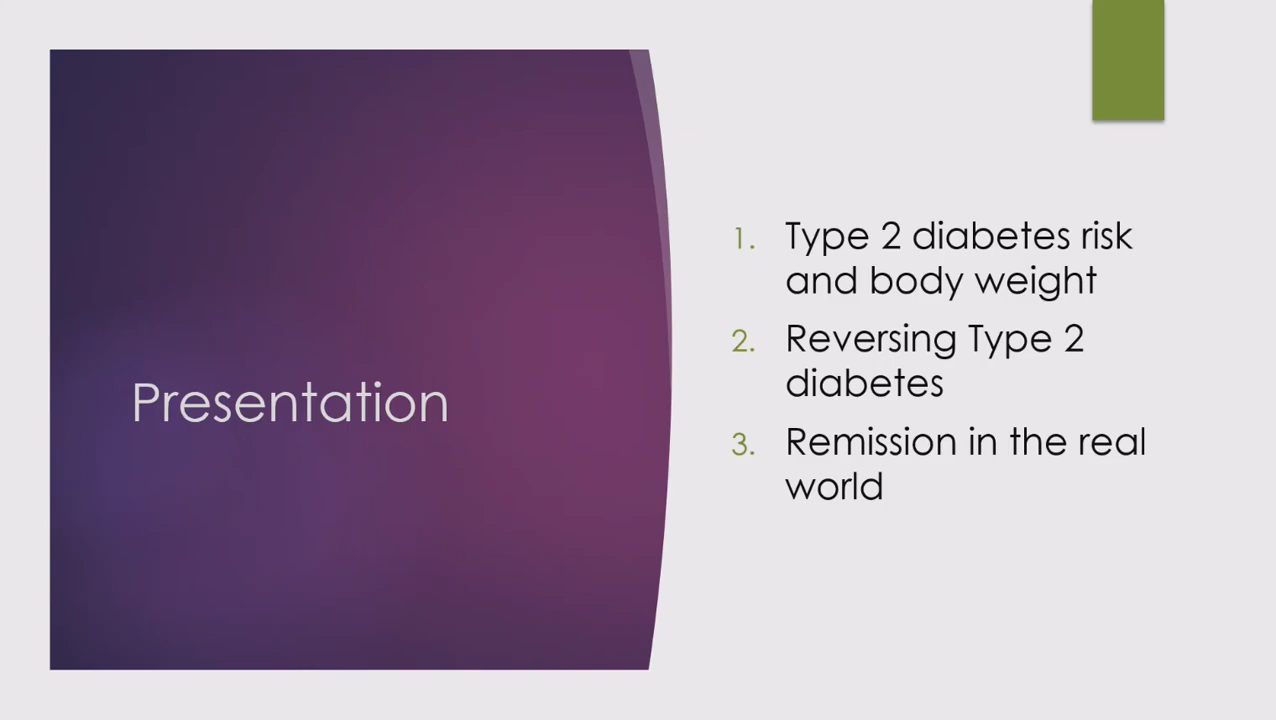 Presentation
1. Type 2 diabetes risk
and body weight
2. Reversing Type 2
diabetes
3. Remission in the real
world